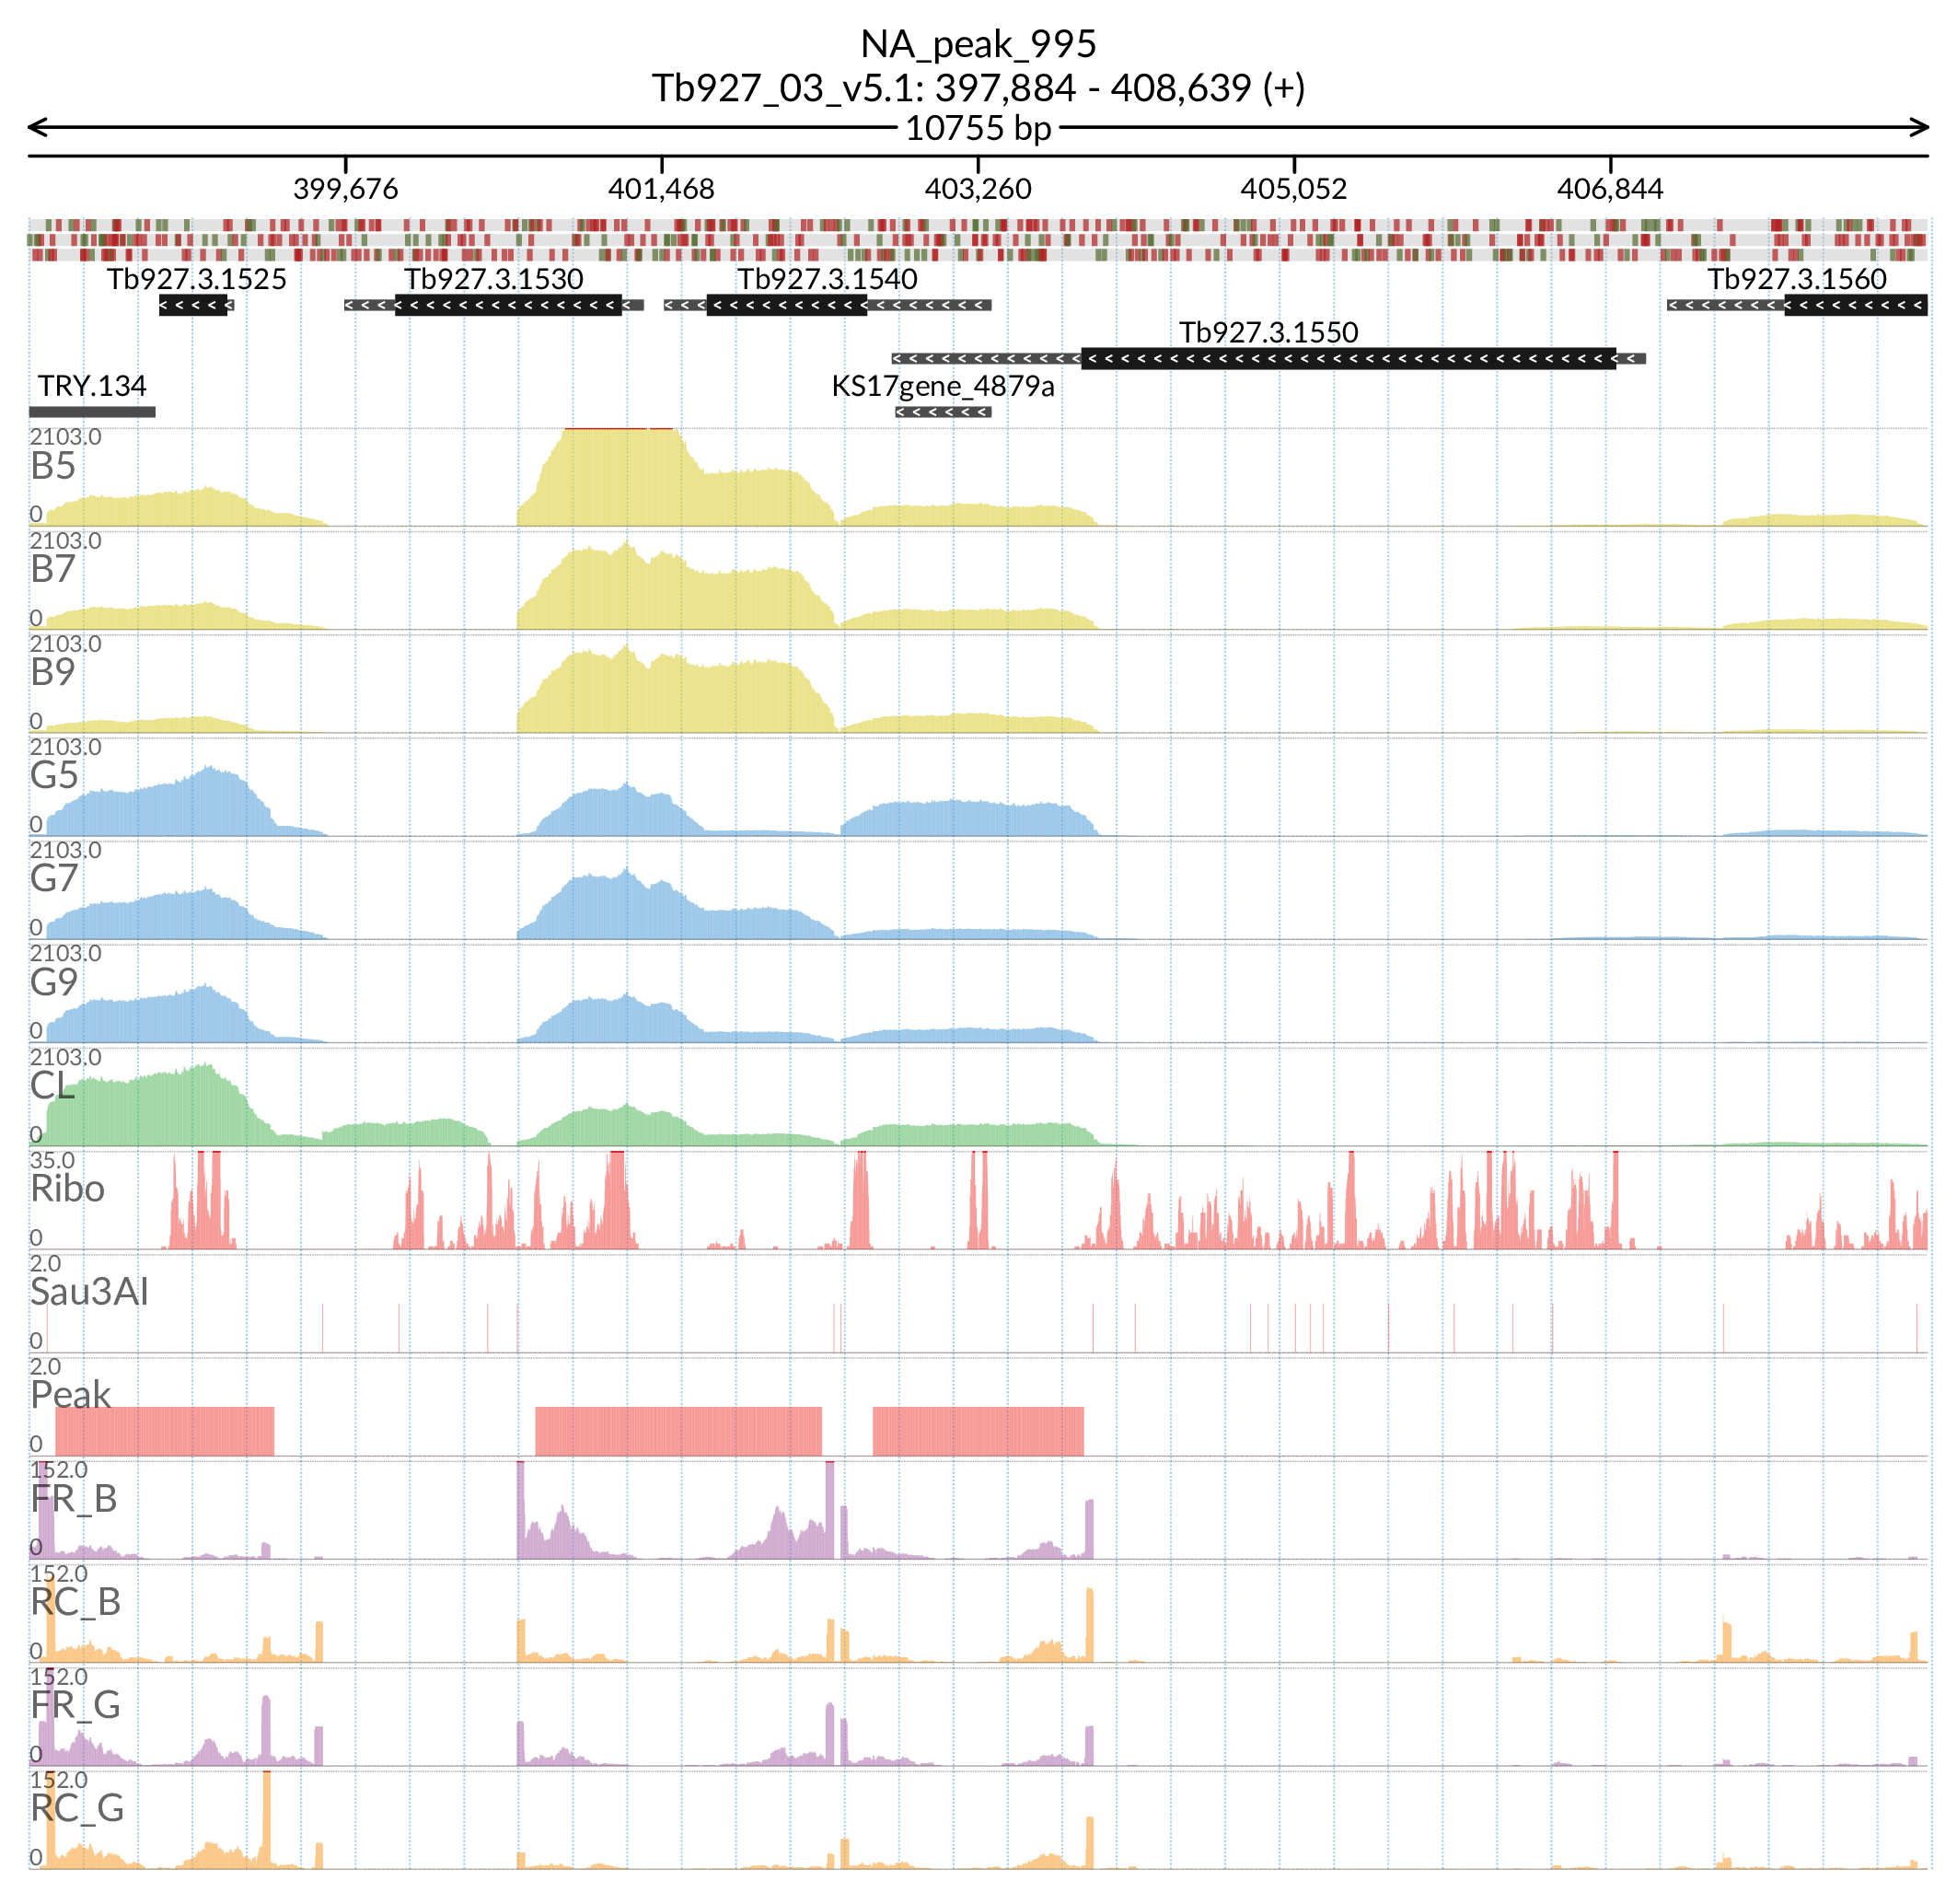 NA_peak_995
Tb927_03_v5.1: 397,884 - 408,639 (+)
10755 bp
399,676 401,468 403,260 405,052 406,844
Tb927.3.1525 Tb927.3.1530 Tb927.3.1540 Tb927.3.1560
Tb927.3.1550
TRY.134 KS17gene_4879a
2103.0
B5
0
2103.0
B7
0
2103.0
B9
0
2103.0
G5
0
2103.0
G7
0
2103.0
G9
0
2103.0
CL
0
35.0
Ribo
0
2.0
Sau3AI
0
2.0
Peak
0
152.0
FR_B
0
152.0
RC_B
0
152.0
FR_G
0
152.0
RC_G
0